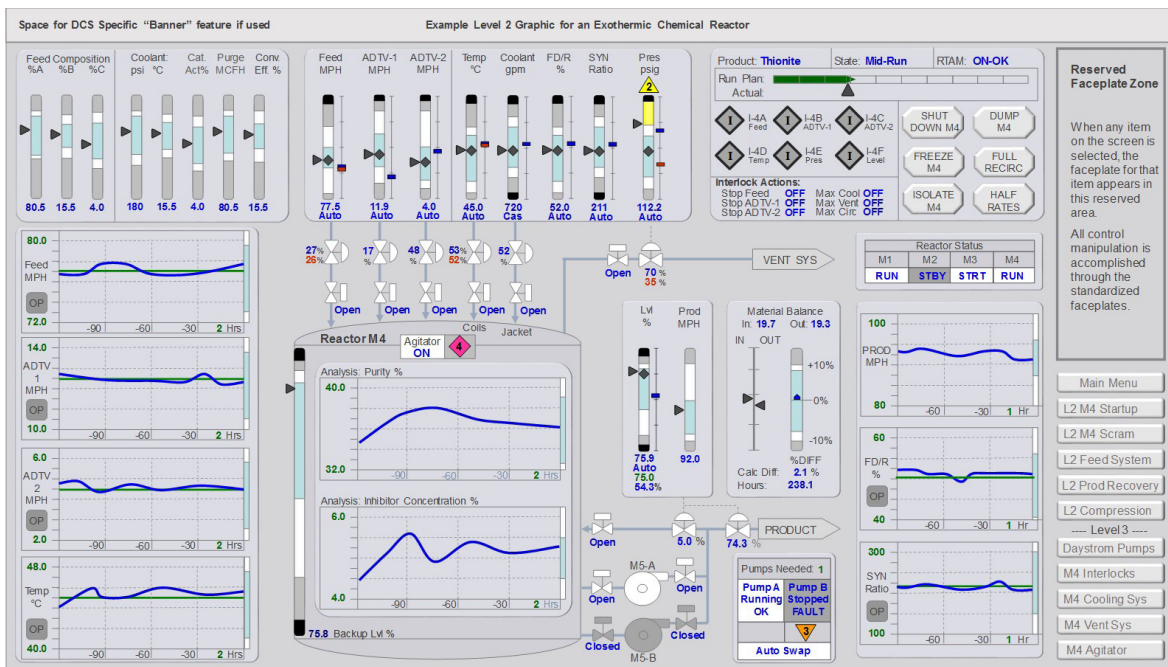 Space for DCS Specific “Banner” feature if used
Example Level 2 Graphic for an Exothermic Chemical Reactor
Feed Composition
%A %B %C
80.5 15.5 4.0
Coolant: Cat. Purge Conv.
psi °C Act% MCFH Eff. %
180 15.5 4.0 80.5 15.5
Feed ADTV-1 ADTV-2 Temp Coolant FD/R SYN Pres
MPH MPH MPH °C gpm % Ratio psig
2
77.5 11.9 4.0 45.0 720 52.0 211 112.2
Auto Auto Auto Auto Cas Auto Auto Auto
Product: Thionite State: Mid-Run RTAM: ON-OK
Run Plan:
Actual:
I I-4A Feed
I I-4B ADTV-1
I I-4C ADTV-2
I I-4D Temp
I I-4E Pres
I I-4F Level
SHUT DOWN M4
DUMP M4
FREEZE M4
FULL RECIRC
ISOLATE M4
HALF RATES
Interlock Actions:
Stop Feed OFF Max Cool OFF
Stop ADTV-1 OFF Max Vent OFF
Stop ADTV-2 OFF Max Circ OFF
Reserved
Faceplate Zone
When any item
on the screen is
selected, the
faceplate for that
item appears in
this reserved
area.
All control
manipulation is
accomplished
through the
standardized
faceplates.
Reactor Status
M1 M2 M3 M4
RUN STBY STRT RUN
27% 17% 48% 53% 52%
26% 52%
Open Open Open Open Open
Open
70 %
35 %
VENT SYS
80.0
Feed
MPH
OP
72.0
-90 -60 -30 2 Hrs
14.0
ADTV
1
MPH
OP
10.0
-90 -60 -30 2 Hrs
6.0
ADTV
2
MPH
OP
2.0
-90 -60 -30 2 Hrs
48.0
Temp
°C
OP
40.0
-90 -60 -30 2 Hrs
Coils
Jacket
Reactor M4
Agitator
ON
4
Analysis: Purity %
40.0
32.0
-90 -60 -30 2 Hrs
Analysis: Inhibitor Concentration %
6.0
4.0
-90 -60 -30 2 Hrs
75.8 Backup Lvl %
Lvl Prod
% MPH
75.9 92.0
Auto
75.0
54.3%
Material Balance
In: 19.7 Out: 19.3
IN OUT
+10%
0%
-10%
%DIFF
Calc Diff: 2.1 %
Hours: 238.1
Open
5.0 %
74.3 %
PRODUCT
M5-A
Open Open
M5-B
Closed Closed
Pumps Needed: 1
Pump A Pump B
Running Stopped
OK FAULT
3
Auto Swap
100
PROD
MPH
80
-60 -30 1 Hr
60
FD/R
%
OP
40
-60 -30 1 Hr
300
SYN
Ratio
OP
100
-60 -30 1 Hr
Main Menu
L2 M4 Startup
L2 M4 Scram
L2 Feed System
L2 Prod Recovery
L2 Compression
---- Level 3 ----
Daystrom Pumps
M4 Interlocks
M4 Cooling Sys
M4 Vent Sys
M4 Agitator